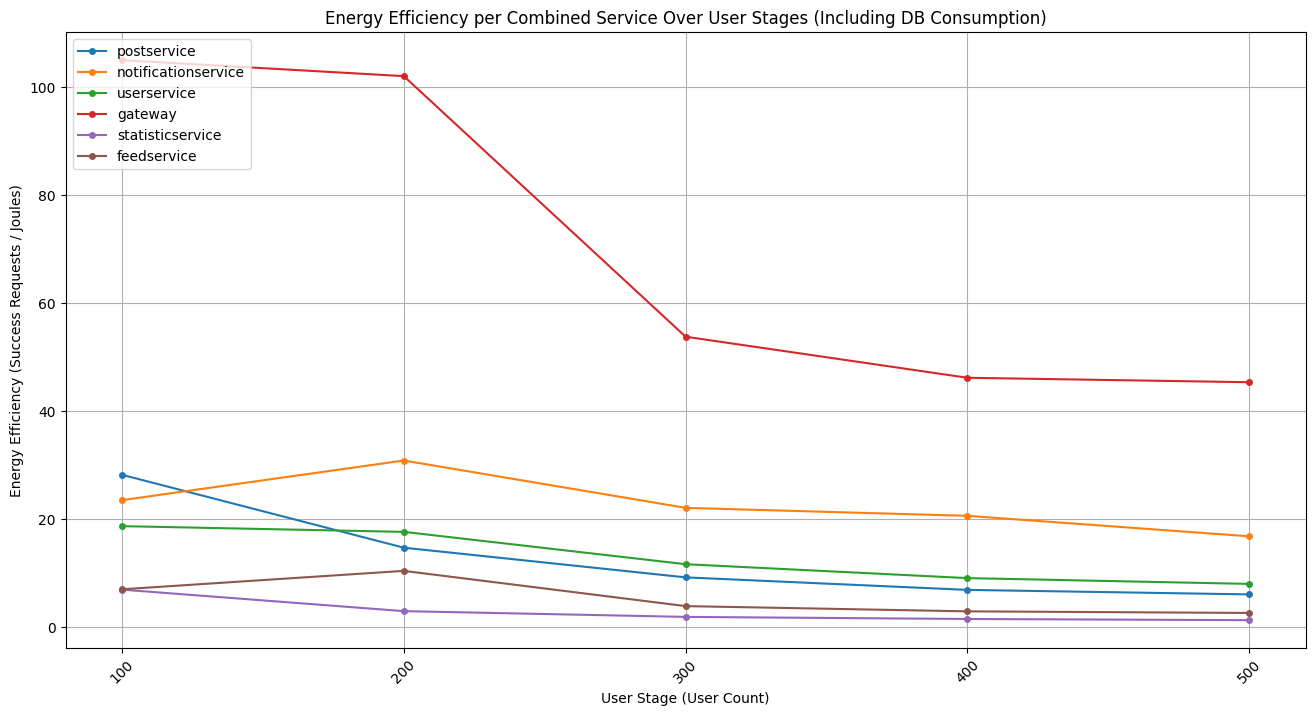 Energy Efficiency per Combined Service Over User Stages (Including DB Consumption)
postservice
notificationservice
userservice
gateway
statisticservice
feedservice
Energy Efficiency (Success Requests / Joules)
100
80
60
40
20
0
100
200
300
400
500
User Stage (User Count)